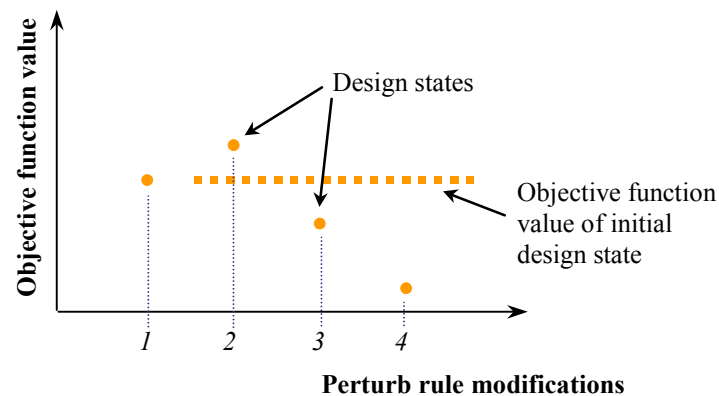 Objective function value
Design states
Objective function
value of initial
design state
1 2 3 4
Perturb rule modifications